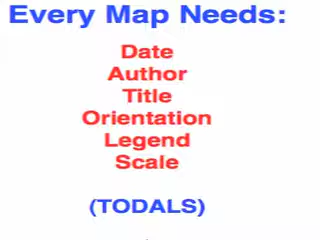 Every Map Needs:
Date
Author
Title
Orientation
Legend
Scale
(TODALS)